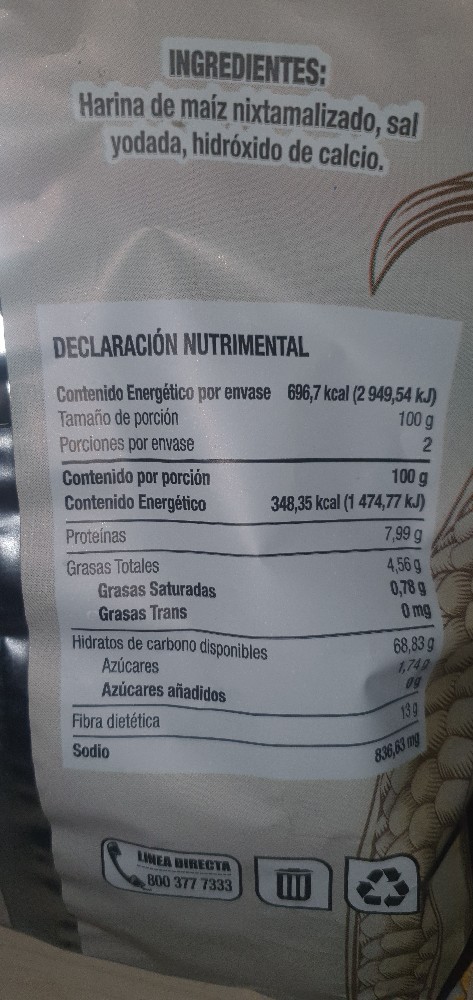 INGREDIENTES:
Harina de maíz nixtamalizado, sal
yodada, hidróxido de calcio.
DECLARACIÓN NUTRIMENTAL
Contenido Energético por envase 696,7 kcal (2 949,54 kJ)
Tamaño de porción 100 g
Porciones por envase 2
Contenido por porción 100 g
Contenido Energético 348,35 kcal (1 474,77 kJ)
Proteínas 7,99 g
Grasas Totales 4,56 g
Grasas Saturadas 0,78 g
Grasas Trans 0 mg
Hidratos de carbono disponibles 68,83 g
Azúcares 1,74 g
Azúcares añadidos 0 g
Fibra dietética 13 g
Sodio 836,63 mg
LINEA DIRECTA
800 377 7333